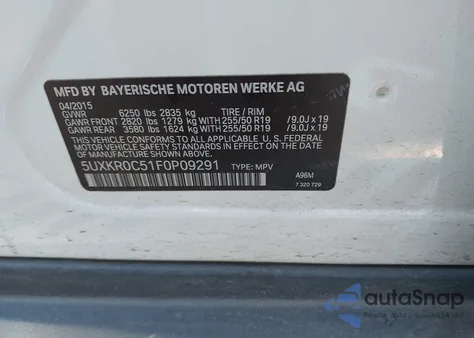 MFD BY BAYERISCHE MOTOREN WERKE AG
04/2015
GVWR 6250 lbs 2835 kg TIRE / RIM
GAWR FRONT 2820 lbs 1279 kg WITH 255/50 R19 /9.0J x 19
GAWR REAR 3580 lbs 1624 kg WITH 255/50 R19 /9.0J x 19
THIS VEHICLE CONFORMS TO ALL APPLICABLE
FEDERAL MOTOR VEHICLE SAFETY AND
THEFT PREVENTION STANDARDS IN EFFECT ON THE
DATE OF MANUFACTURE SHOWN ABOVE.
5UXKR0C51F0P09291 TYPE: MPV A96M
7 320 729
autoSnap